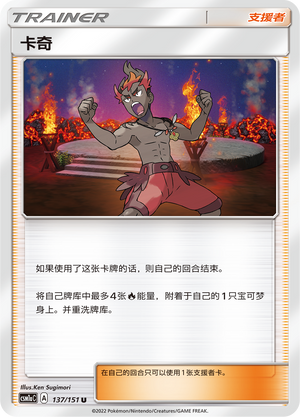 TRAINER 支援者
卡奇
如果使用了这张卡牌的话，则自己的回合结束。
将自己牌库中最多4张能量，附着于自己的1只宝可梦
身上。并重洗牌库。
Illus.Ken Sugimori
在自己的回合只可以使用1张支援者卡。
CSM1aC A 137/151 U
©2022 Pokémon/Nintendo/Creatures/GAME FREAK.